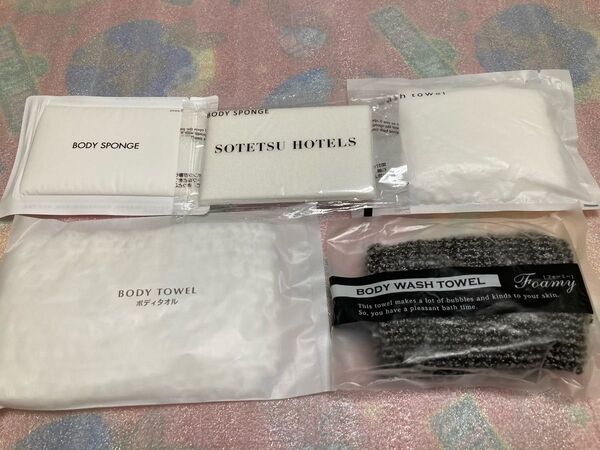 BODY SPONGE
BODY SPONGE
SOTETSU HOTELS
ash towel
BODY TOWEL
ボディタオル
BODY WASH TOWEL
Foamy
This towel makes a lot of bubbles and kinds to your skin.
So, you have a pleasant bath time.